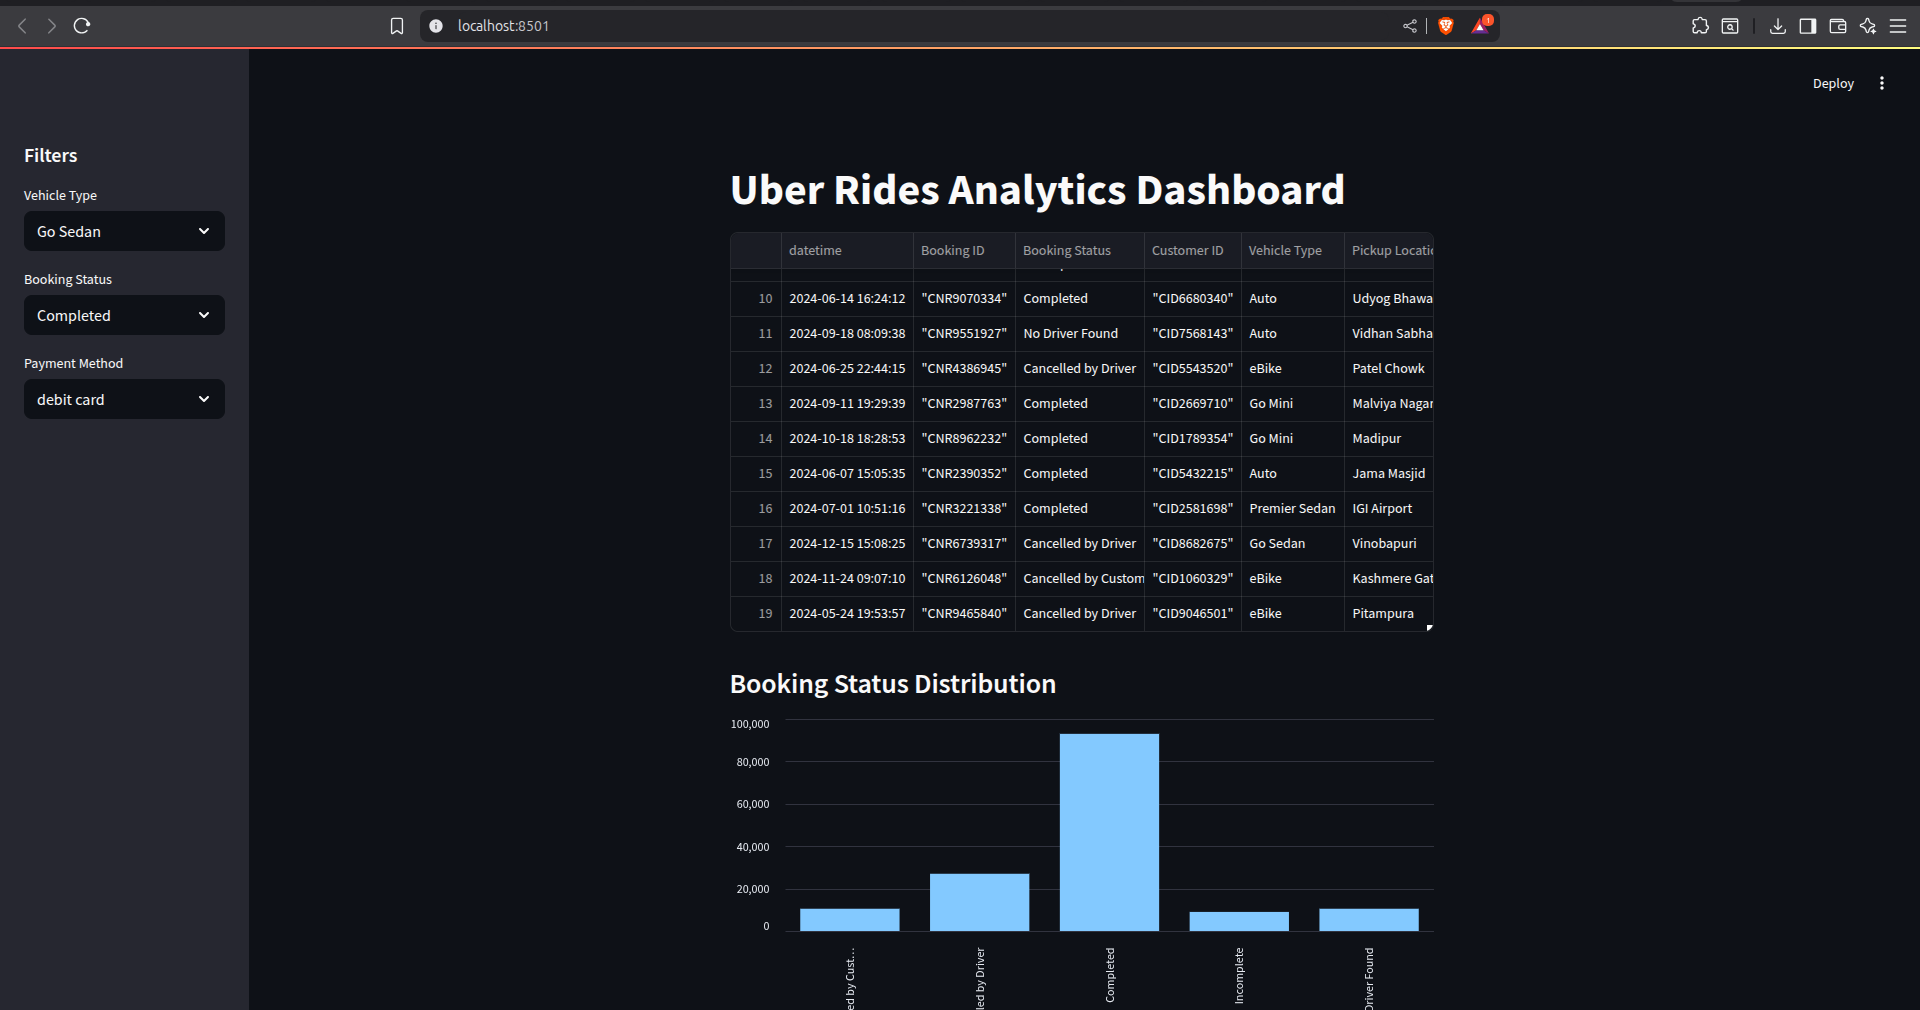 localhost:8501
1
Deploy
Filters
Vehicle Type
Go Sedan
Booking Status
Completed
Payment Method
debit card
Uber Rides Analytics Dashboard
datetime Booking ID Booking Status Customer ID Vehicle Type Pickup Locatio
10 2024-06-14 16:24:12 "CNR9070334" Completed "CID6680340" Auto Udyog Bhawa
11 2024-09-18 08:09:38 "CNR9551927" No Driver Found "CID7568143" Auto Vidhan Sabha
12 2024-06-25 22:44:15 "CNR4386945" Cancelled by Driver "CID5543520" eBike Patel Chowk
13 2024-09-11 19:29:39 "CNR2987763" Completed "CID2669710" Go Mini Malviya Nagar
14 2024-10-18 18:28:53 "CNR8962232" Completed "CID1789354" Go Mini Madipur
15 2024-06-07 15:05:35 "CNR2390352" Completed "CID5432215" Auto Jama Masjid
16 2024-07-01 10:51:16 "CNR3221338" Completed "CID2581698" Premier Sedan IGI Airport
17 2024-12-15 15:08:25 "CNR6739317" Cancelled by Driver "CID8682675" Go Sedan Vinobapuri
18 2024-11-24 09:07:10 "CNR6126048" Cancelled by Custom "CID1060329" eBike Kashmere Gat
19 2024-05-24 19:53:57 "CNR9465840" Cancelled by Driver "CID9046501" eBike Pitampura
Booking Status Distribution
100,000
80,000
60,000
40,000
20,000
0
ed by Cust...
led by Driver
Completed
Incomplete
Driver Found